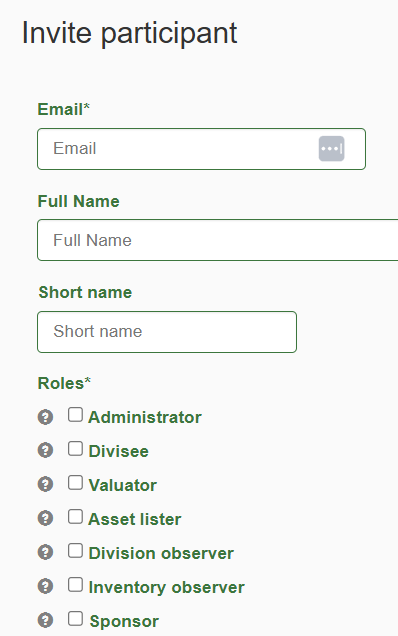 Invite participant
Email*
Email
Full Name
Full Name
Short name
Short name
Roles*
? Administrator
? Divisee
? Valuator
? Asset lister
? Division observer
? Inventory observer
? Sponsor